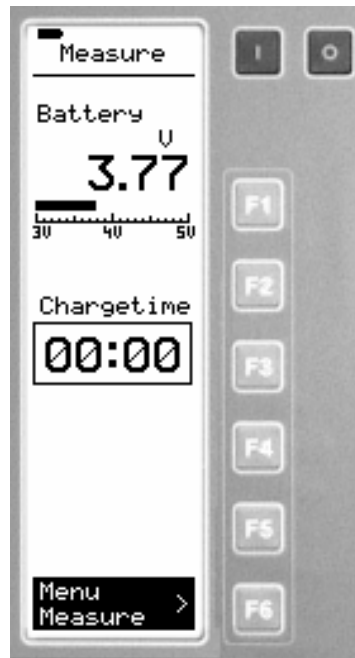 Measure
I
O
Battery
V
3.77
3V 4V 5V
F1
F2
Chargetime
00:00
F3
F4
F5
Menu
Measure >
F6